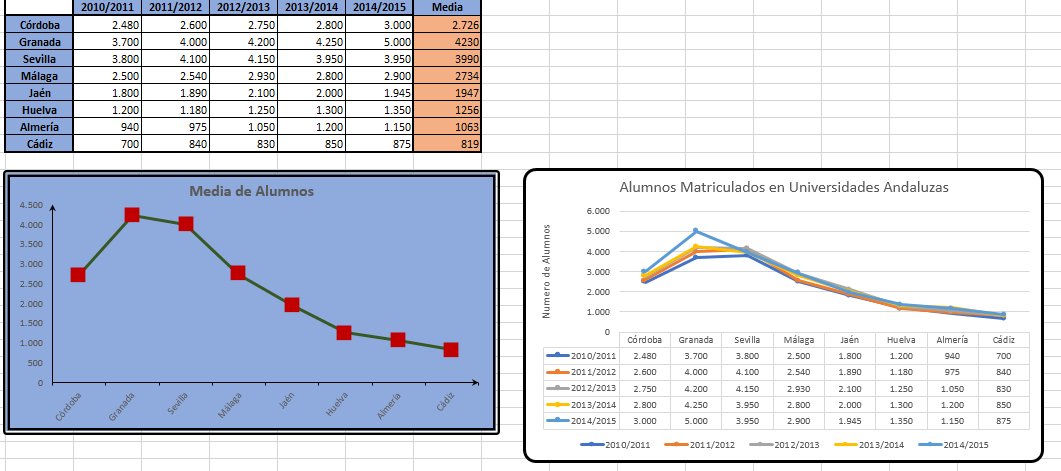 2010/2011 2011/2012 2012/2013 2013/2014 2014/2015 Media
Córdoba 2.480 2.600 2.750 2.800 3.000 2.726
Granada 3.700 4.000 4.200 4.250 5.000 4230
Sevilla 3.800 4.100 4.150 3.950 3.950 3990
Málaga 2.500 2.540 2.930 2.800 2.900 2734
Jaén 1.800 1.890 2.100 2.000 1.945 1947
Huelva 1.200 1.180 1.250 1.300 1.350 1256
Almería 940 975 1.050 1.200 1.150 1063
Cádiz 700 840 830 850 875 819
Media de Alumnos
4.500
4.000
3.500
3.000
2.500
2.000
1.500
1.000
500
0
Córdoba Granada Sevilla Málaga Jaén Huelva Almería Cádiz
Alumnos Matriculados en Universidades Andaluzas
Numero de Alumnos
6.000
5.000
4.000
3.000
2.000
1.000
0
Córdoba Granada Sevilla Málaga Jaén Huelva Almería Cádiz
2010/2011 2.480 3.700 3.800 2.500 1.800 1.200 940 700
2011/2012 2.600 4.000 4.100 2.540 1.890 1.180 975 840
2012/2013 2.750 4.200 4.150 2.930 2.100 1.250 1.050 830
2013/2014 2.800 4.250 3.950 2.800 2.000 1.300 1.200 850
2014/2015 3.000 5.000 3.950 2.900 1.945 1.350 1.150 875
2010/2011 2011/2012 2012/2013 2013/2014 2014/2015